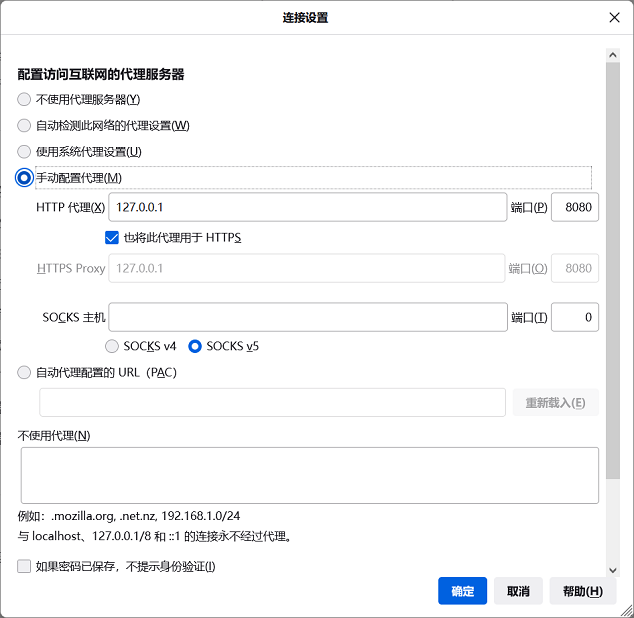 连接设置
配置访问互联网的代理服务器
不使用代理服务器(Y)
自动检测此网络的代理设置(W)
使用系统代理设置(U)
手动配置代理(M)
HTTP 代理(X) 127.0.0.1 端口(P) 8080
也将此代理用于 HTTPS
HTTPS Proxy 127.0.0.1 端口(O) 8080
SOCKS 主机 端口(T) 0
SOCKS v4 SOCKS v5
自动代理配置的 URL（PAC）
重新载入(E)
不使用代理(N)
例如：.mozilla.org, .net.nz, 192.168.1.0/24
与 localhost、127.0.0.1/8 和 ::1 的连接永不经过代理。
如果密码已保存，不提示身份验证(I)
确定 取消 帮助(H)